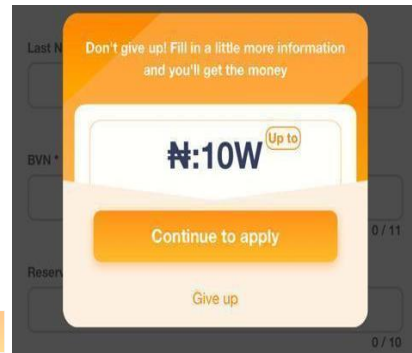 Last N
Don't give up! Fill in a little more information
and you'll get the money
₦:10W
Up to
BVN *
Continue to apply
0 / 11
Reserv
Give up
0 / 10